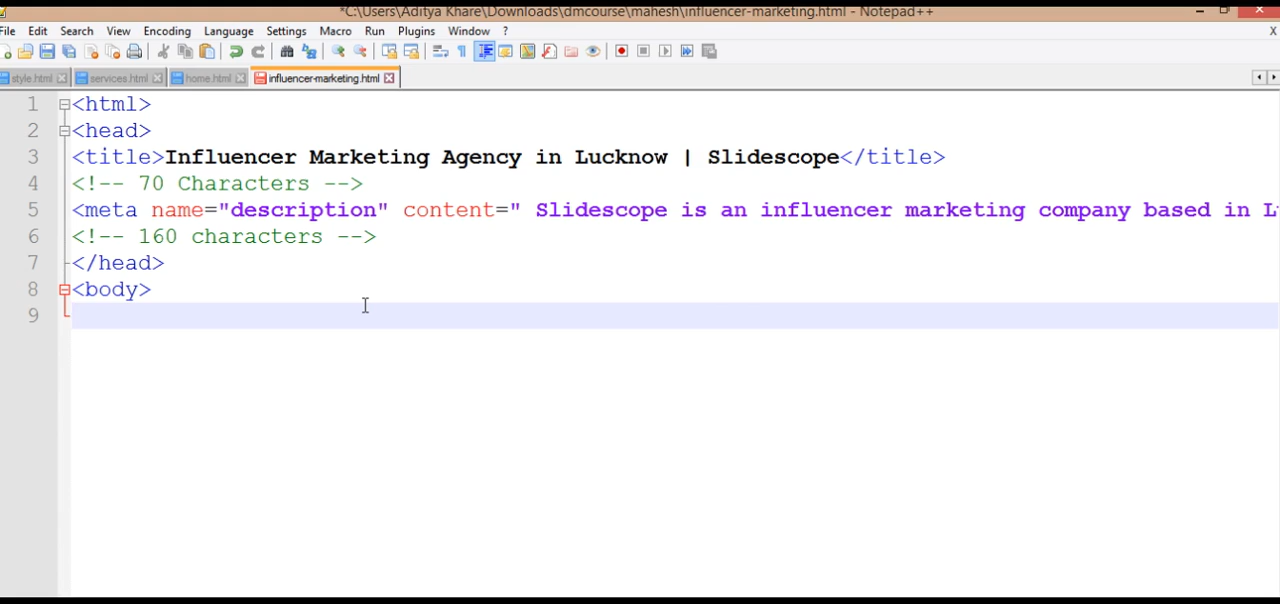 *C:\Users\Aditya Khare\Downloads\dmcourse\mahesh\influencer-marketing.html - Notepad++
File Edit Search View Encoding Language Settings Macro Run Plugins Window ? X
style.html services.html home.html influencer-marketing.html
1 <html>
2 <head>
3 <title>Influencer Marketing Agency in Lucknow | Slidescope</title>
4 <!-- 70 Characters -->
5 <meta name="description" content=" Slidescope is an influencer marketing company based in L
6 <!-- 160 characters -->
7 </head>
8 <body>
9